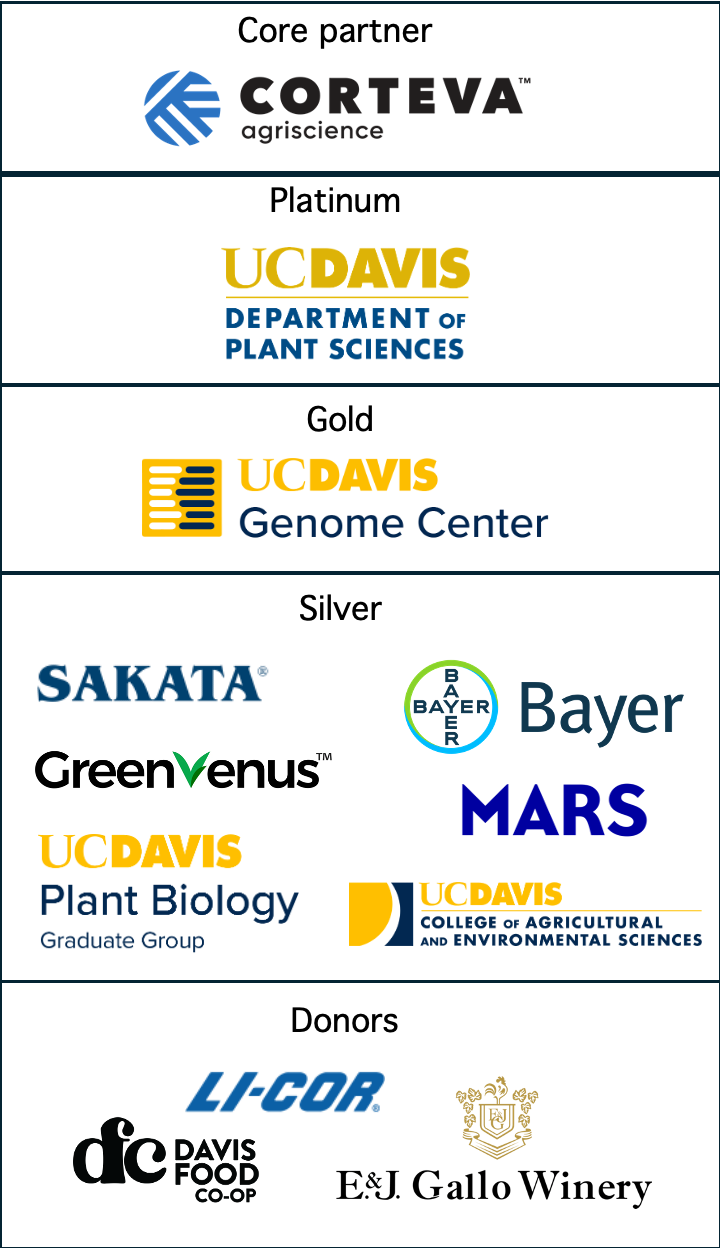 Core partner
CORTEVA™
agriscience
Platinum
UCDAVIS
DEPARTMENT OF
PLANT SCIENCES
Gold
UCDAVIS
Genome Center
Silver
SAKATA®
BAYER
BAYER
Bayer
GreenVenus™
MARS
UCDAVIS
Plant Biology
Graduate Group
UCDAVIS
COLLEGE OF AGRICULTURAL
AND ENVIRONMENTAL SCIENCES
Donors
LI-COR®
dfc
DAVIS
FOOD
CO-OP
E&J
G
E.&J. Gallo Winery